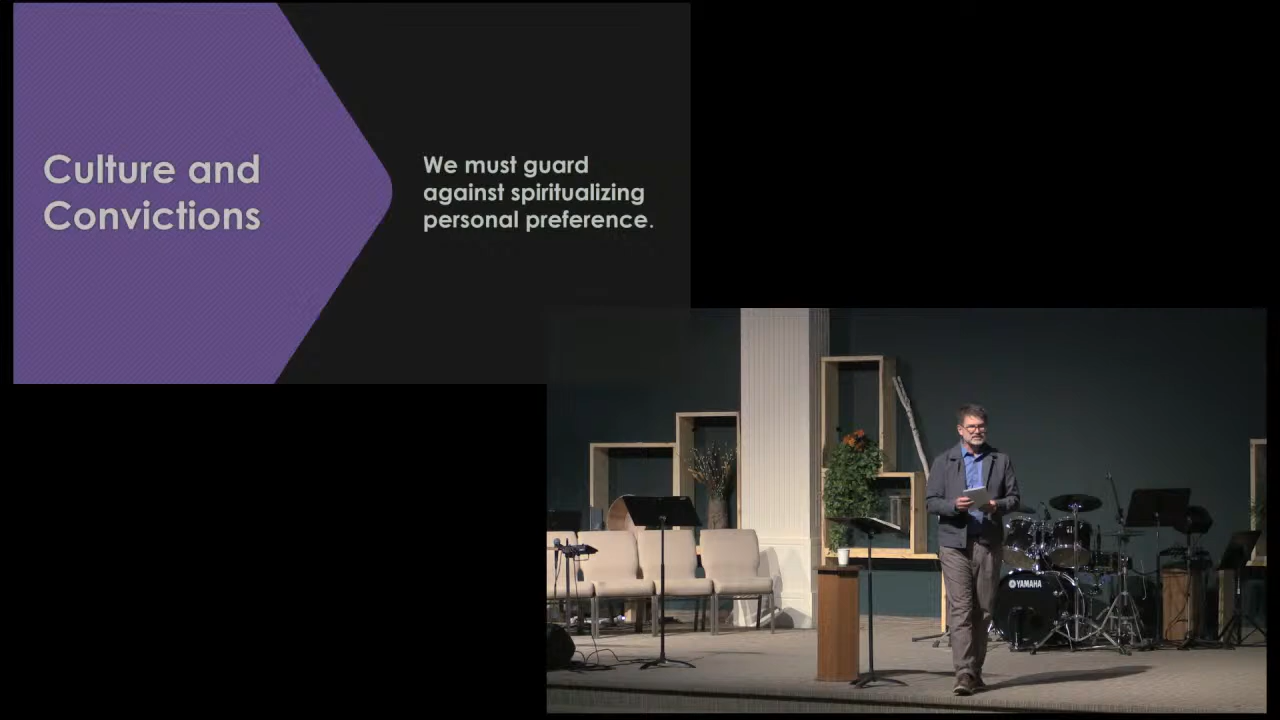 Culture and
Convictions
We must guard
against spiritualizing
personal preference.
YAMAHA